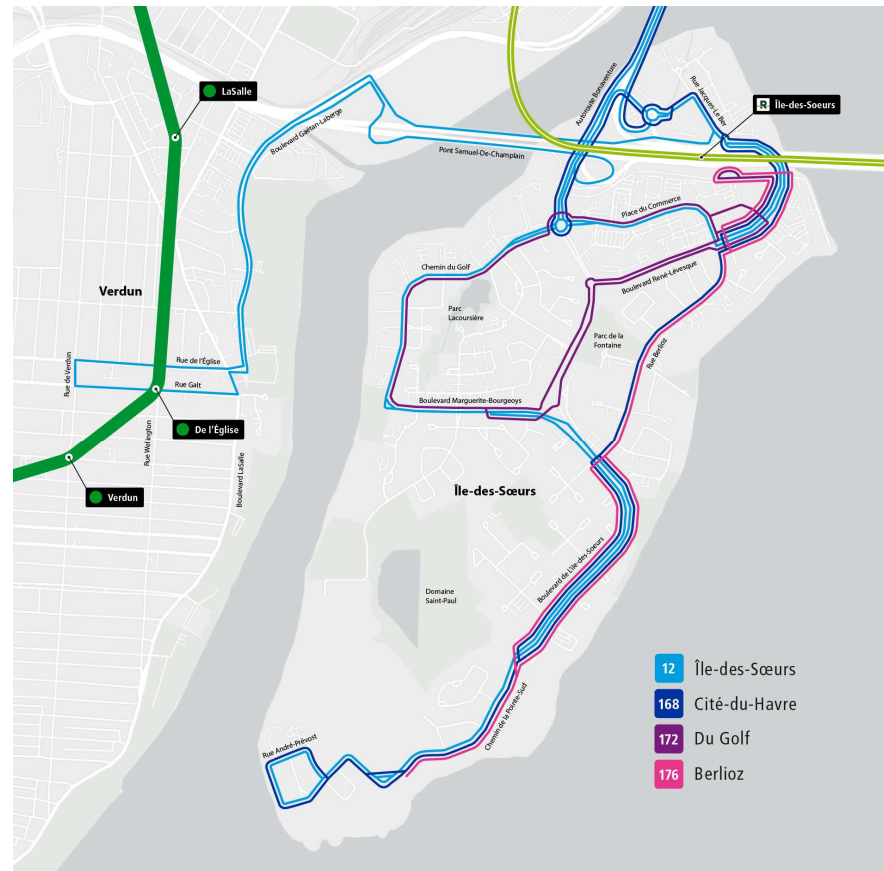 LaSalle
Boulevard Gaétan-Laberge
Pont Samuel-De-Champlain
Autoroute Bonaventure
Rue Jacques-Le Ber
R Île-des-Soeurs
Place du Commerce
Chemin du Golf
Boulevard René-Lévesque
Verdun
Parc
Lacoursière
Parc de la
Fontaine
Rue de Verdun
Rue de l'Église
Rue Galt
Rue Berlioz
Boulevard Marguerite-Bourgeoys
De l'Église
Rue Welington
Boulevard LaSalle
Verdun
Île-des-Sœurs
Boulevard de L'Ile-des-Soeurs
Domaine
Saint-Paul
Chemin de la Pointe-Sud
Rue André-Prévost
12 Île-des-Sœurs
168 Cité-du-Havre
172 Du Golf
176 Berlioz